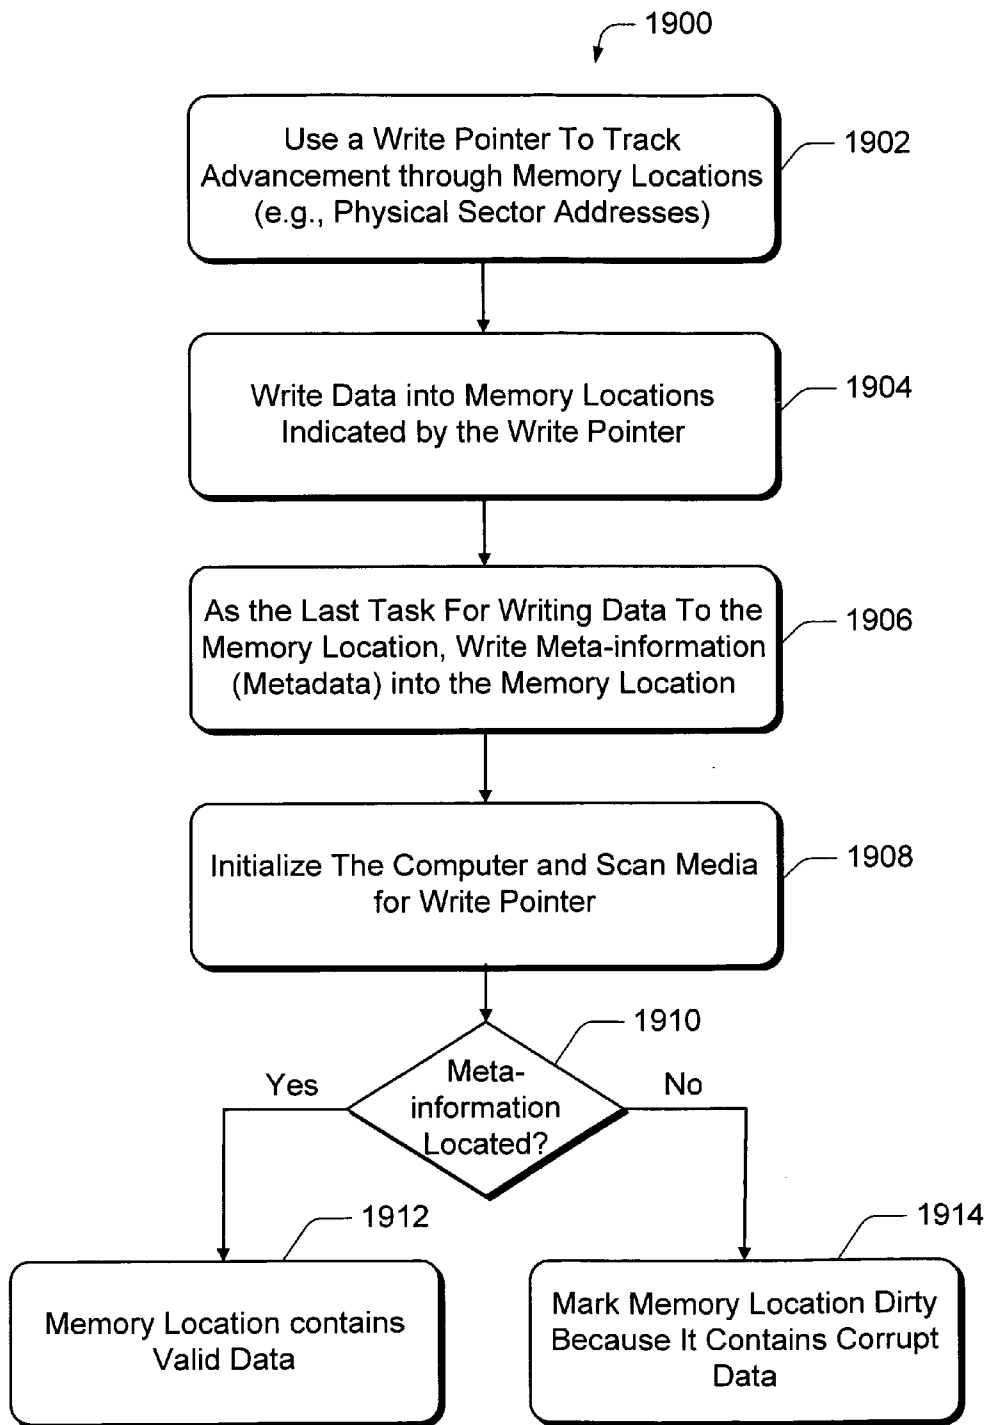 1900
Use a Write Pointer To Track
Advancement through Memory Locations
(e.g., Physical Sector Addresses)
1902
Write Data into Memory Locations
Indicated by the Write Pointer
1904
As the Last Task For Writing Data To the
Memory Location, Write Meta-information
(Metadata) into the Memory Location
1906
Initialize The Computer and Scan Media
for Write Pointer
1908
1910
Yes
Meta-
information
Located?
No
1912
Memory Location contains
Valid Data
1914
Mark Memory Location Dirty
Because It Contains Corrupt
Data